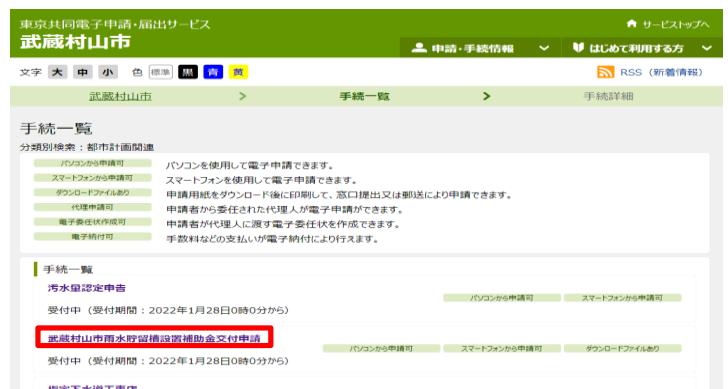 東京共同電子申請・届出サービス
サービストップへ
武蔵村山市
申請・手続情報
はじめて利用する方
文字 大 中 小 色 標準 黒 青 黄
RSS（新着情報）
武蔵村山市 > 手続一覧 > 手続詳細
手続一覧
分類別検索：都市計画関連
パソコンから申請可 パソコンを使用して電子申請できます。
スマートフォンから申請可 スマートフォンを使用して電子申請できます。
ダウンロードファイルあり 申請用紙をダウンロード後に印刷して、窓口提出又は郵送により申請できます。
代理申請可 申請者から委任された代理人が電子申請ができます。
電子委任状作成可 申請者が代理人に渡す電子委任状を作成できます。
電子納付可 手数料などの支払いが電子納付により行えます。
手続一覧
汚水量認定申告
パソコンから申請可 スマートフォンから申請可
受付中（受付期間：2022年1月28日0時0分から）
武蔵村山市雨水貯留槽設置補助金交付申請
パソコンから申請可 スマートフォンから申請可 ダウンロードファイルあり
受付中（受付期間：2022年1月28日0時0分から）
指定下水道工事店